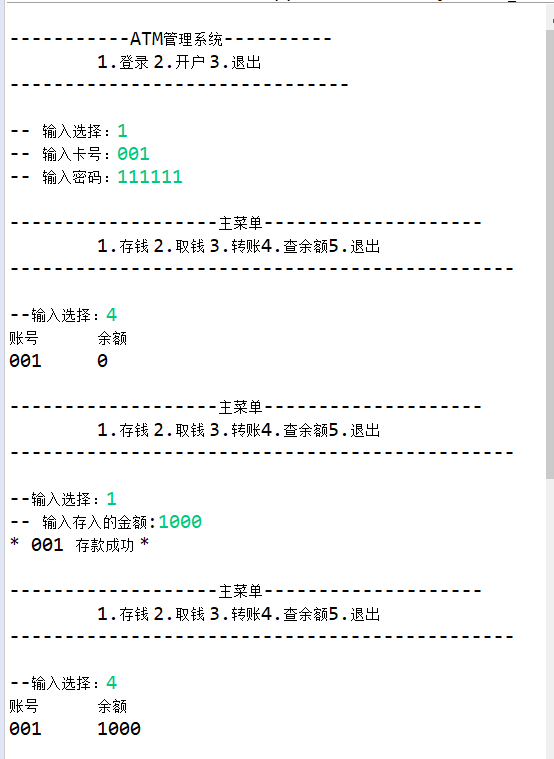 -----------ATM管理系统----------
1.登录 2.开户 3.退出
-------------------------------
-- 输入选择：1
-- 输入卡号：001
-- 输入密码：111111
-------------------主菜单--------------------
1.存钱 2.取钱 3.转账4.查余额5.退出
----------------------------------------------
--输入选择：4
账号 余额
001 0
-------------------主菜单--------------------
1.存钱 2.取钱 3.转账4.查余额5.退出
----------------------------------------------
--输入选择：1
-- 输入存入的金额:1000
* 001 存款成功 *
-------------------主菜单--------------------
1.存钱 2.取钱 3.转账4.查余额5.退出
----------------------------------------------
--输入选择：4
账号 余额
001 1000